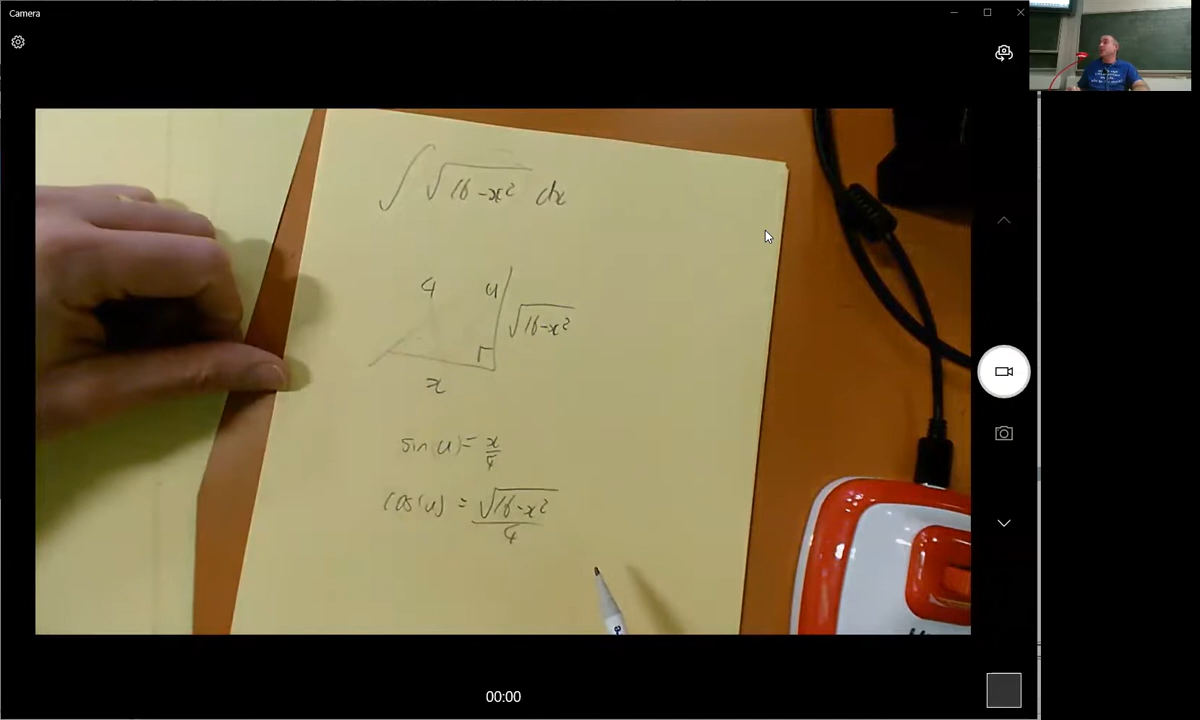 Camera
∫ √(16-x²) dx
4
u
√(16-x²)
x
sin(u) = x/4
cos(u) = √(16-x²)/4
00:00